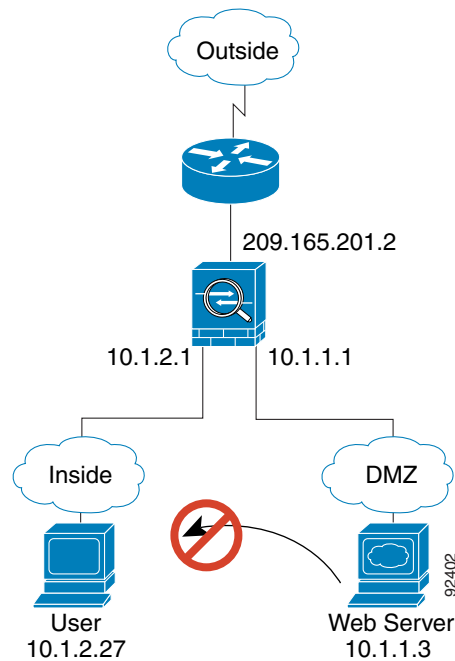 Outside
209.165.201.2
10.1.2.1
10.1.1.1
Inside
DMZ
User
10.1.2.27
Web Server
10.1.1.3
92402